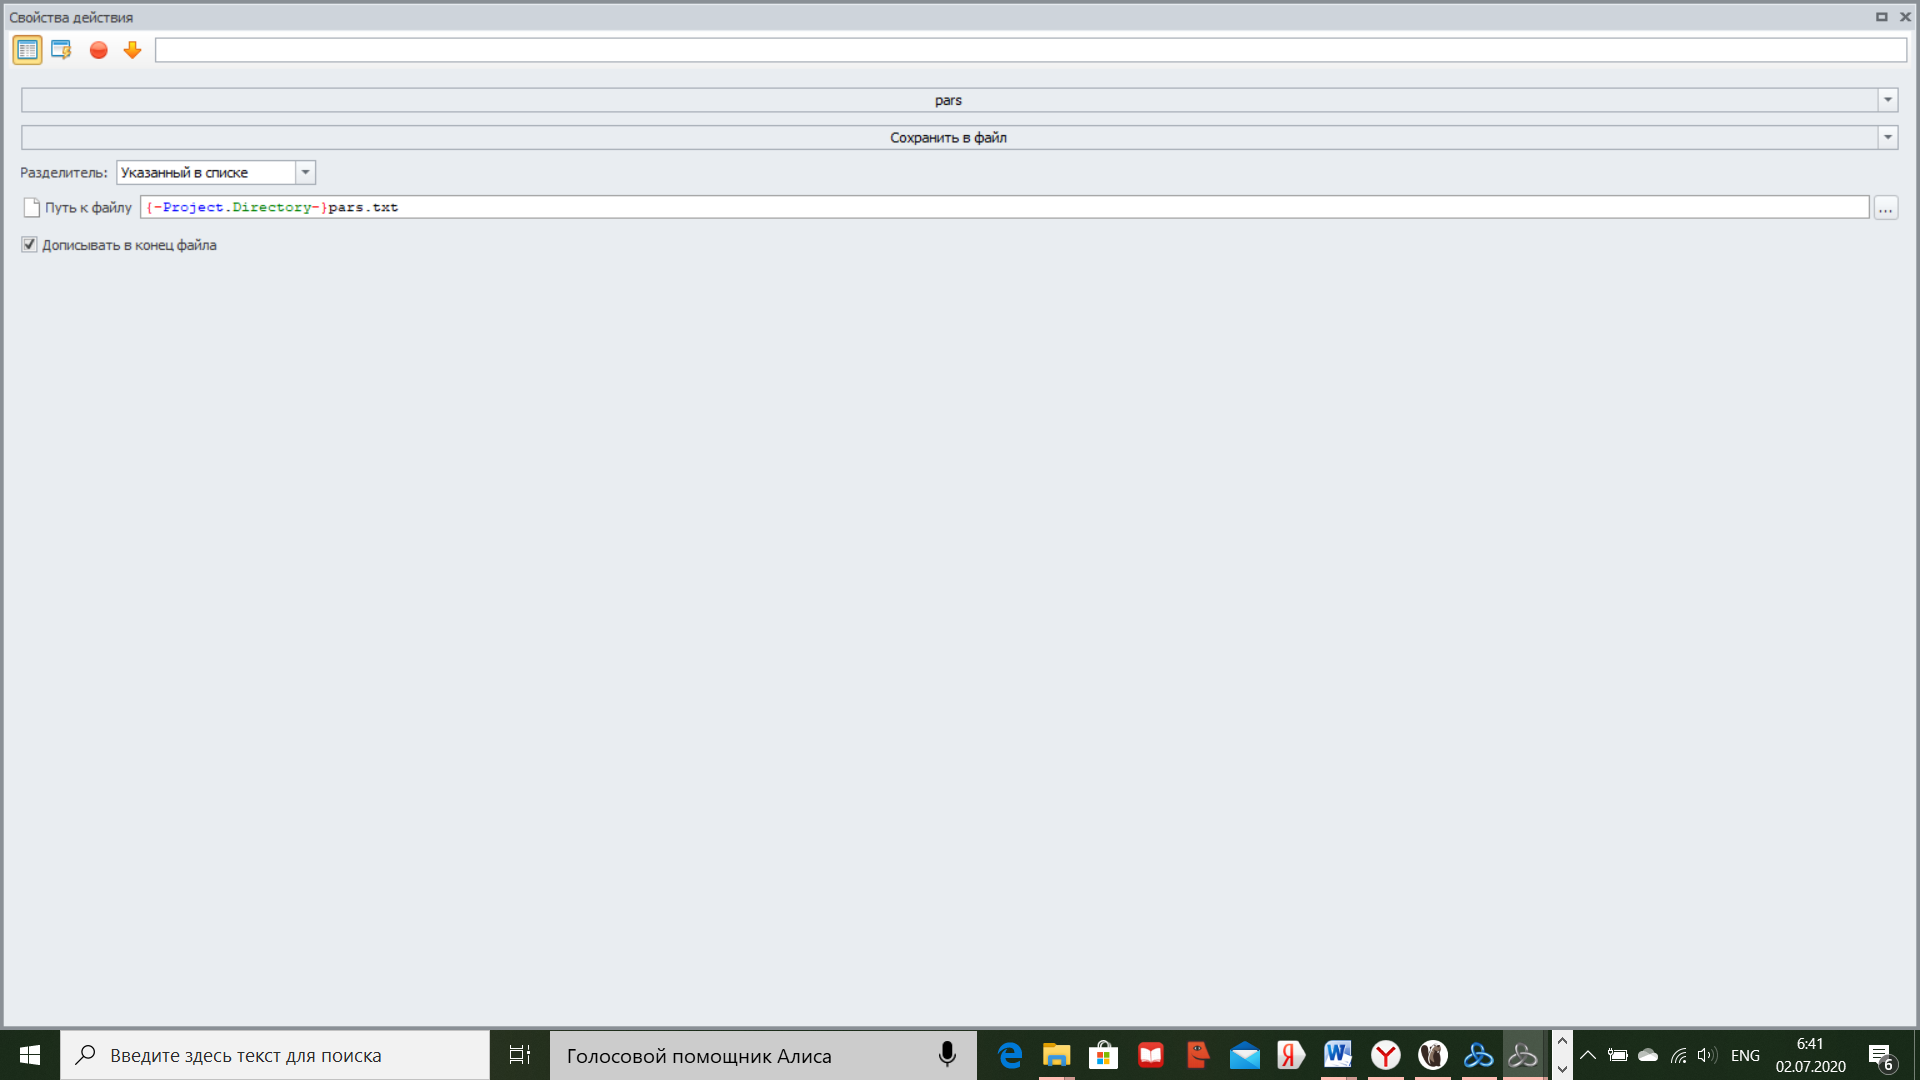 Свойства действия
pars
Сохранить в файл
Разделитель: Указанный в списке
Путь к файлу {-Project.Directory-}pars.txt ...
Дописывать в конец файла
Введите здесь текст для поиска
Голосовой помощник Алиса
ENG
6:41
02.07.2020
6